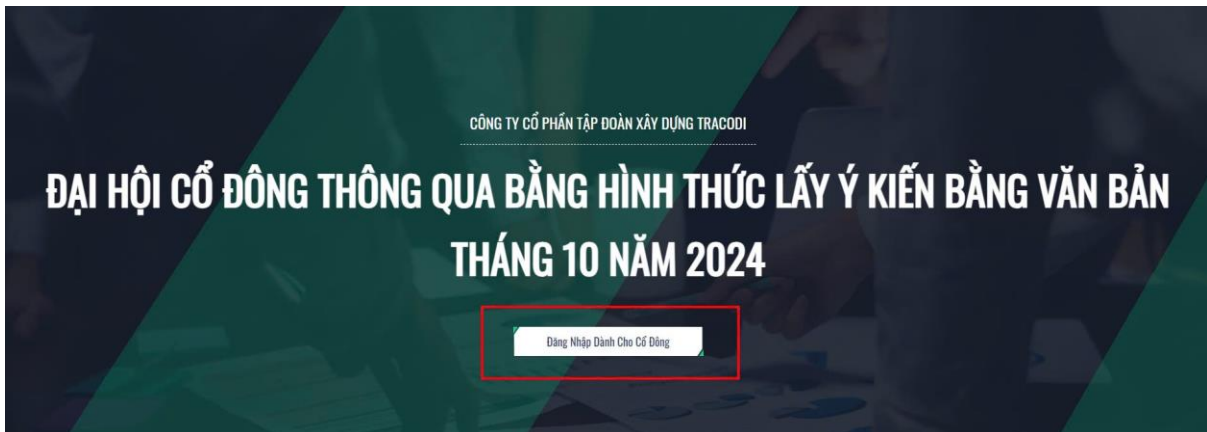 CÔNG TY CỔ PHẦN TẬP ĐOÀN XÂY DỰNG TRACODI
ĐẠI HỘI CỔ ĐÔNG THÔNG QUA BẰNG HÌNH THỨC LẤY Ý KIẾN BẰNG VĂN BẢN
THÁNG 10 NĂM 2024
Đăng Nhập Dành Cho Cổ Đông